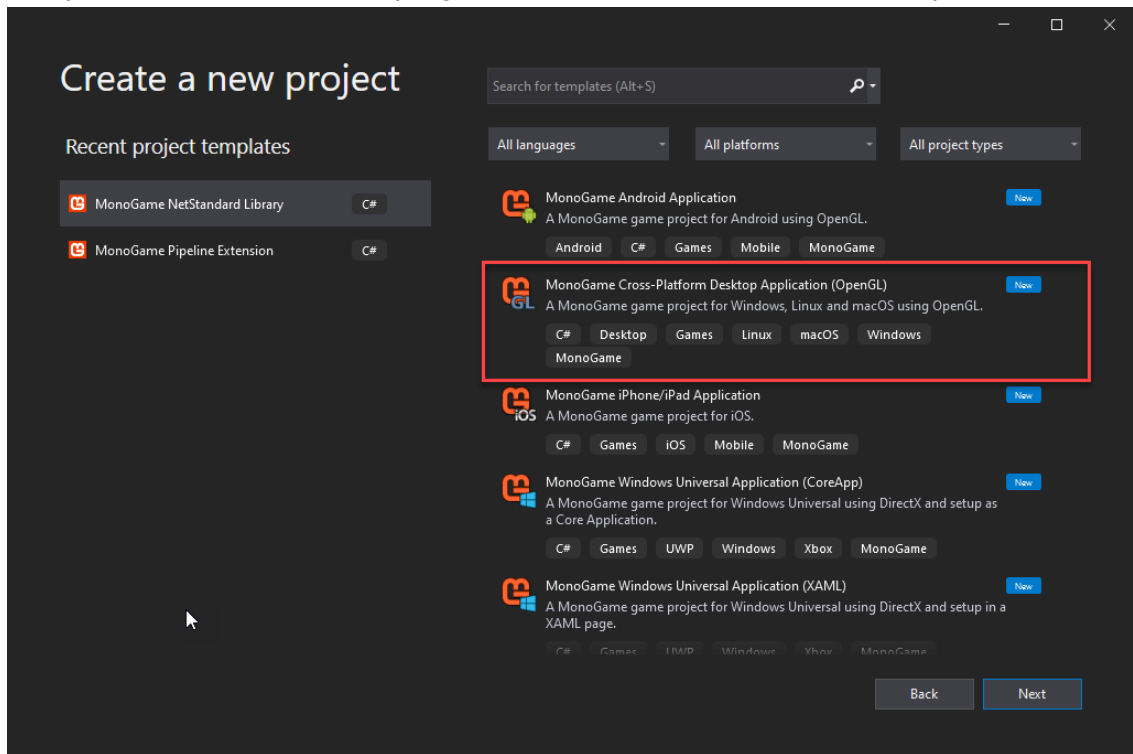 Create a new project
Search for templates (Alt+S)
Recent project templates
All languages
All platforms
All project types
MonoGame NetStandard Library
C#
MonoGame Pipeline Extension
C#
MonoGame Android Application
New
A MonoGame game project for Android using OpenGL.
Android C# Games Mobile MonoGame
MonoGame Cross-Platform Desktop Application (OpenGL)
New
GL
A MonoGame game project for Windows, Linux and macOS using OpenGL.
C# Desktop Games Linux macOS Windows
MonoGame
MonoGame iPhone/iPad Application
New
iOS
A MonoGame game project for iOS.
C# Games iOS Mobile MonoGame
MonoGame Windows Universal Application (CoreApp)
New
A MonoGame game project for Windows Universal using DirectX and setup as
a Core Application.
C# Games UWP Windows Xbox MonoGame
MonoGame Windows Universal Application (XAML)
New
A MonoGame game project for Windows Universal using DirectX and setup in a
XAML page.
C# Games UWP Windows Xbox MonoGame
Back
Next